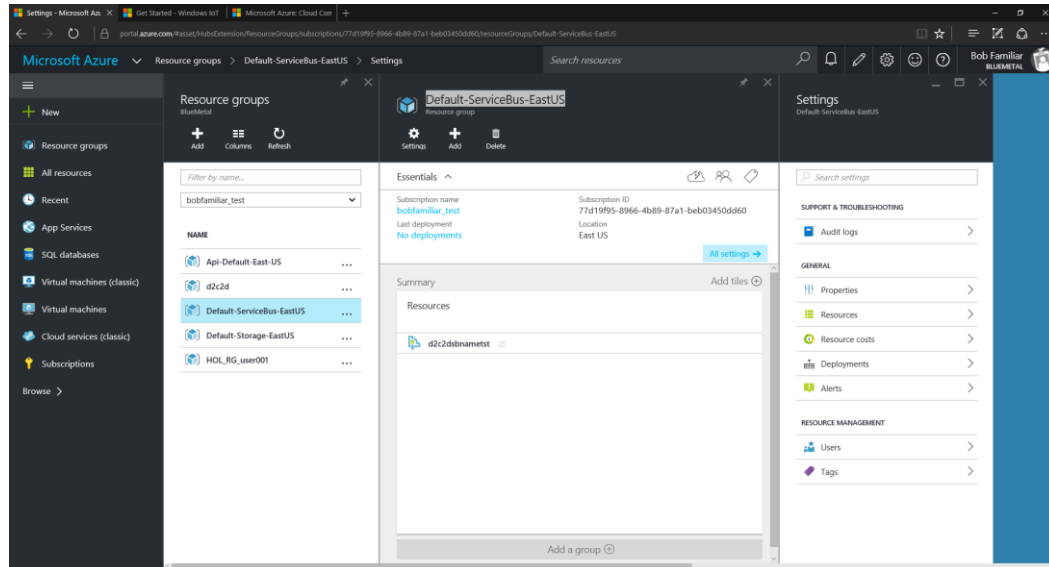 Settings - Microsoft Az
Get Started - Windows IoT
Microsoft Azure: Cloud Com
portal.azure.com/#asset/HubsExtension/ResourceGroups/subscriptions/77d19f95-8966-4b89-87a1-beb03450dd60/resourceGroups/Default-ServiceBus-EastUS
Microsoft Azure
Resource groups > Default-ServiceBus-EastUS > Settings
Search resources
Bob Familiar
BLUEMETAL
New
Resource groups
All resources
Recent
App Services
SQL databases
Virtual machines (classic)
Virtual machines
Cloud services (classic)
Subscriptions
Browse >
Resource groups
BlueMetal
Add Columns Refresh
Filter by name...
bobfamiliar_test
NAME
Api-Default-East-US ...
d2c2d ...
Default-ServiceBus-EastUS ...
Default-Storage-EastUS ...
HOL_RG_user001 ...
Default-ServiceBus-EastUS
Resource group
Settings Add Delete
Essentials
Subscription name
bobfamiliar_test
Last deployment
No deployments
Subscription ID
77d19f95-8966-4b89-87a1-beb03450dd60
Location
East US
All settings →
Summary
Add tiles
Resources
d2c2dsbnametst
Add a group
Settings
Default-ServiceBus-EastUS
Search settings
SUPPORT & TROUBLESHOOTING
Audit logs
GENERAL
Properties
Resources
Resource costs
Deployments
Alerts
RESOURCE MANAGEMENT
Users
Tags